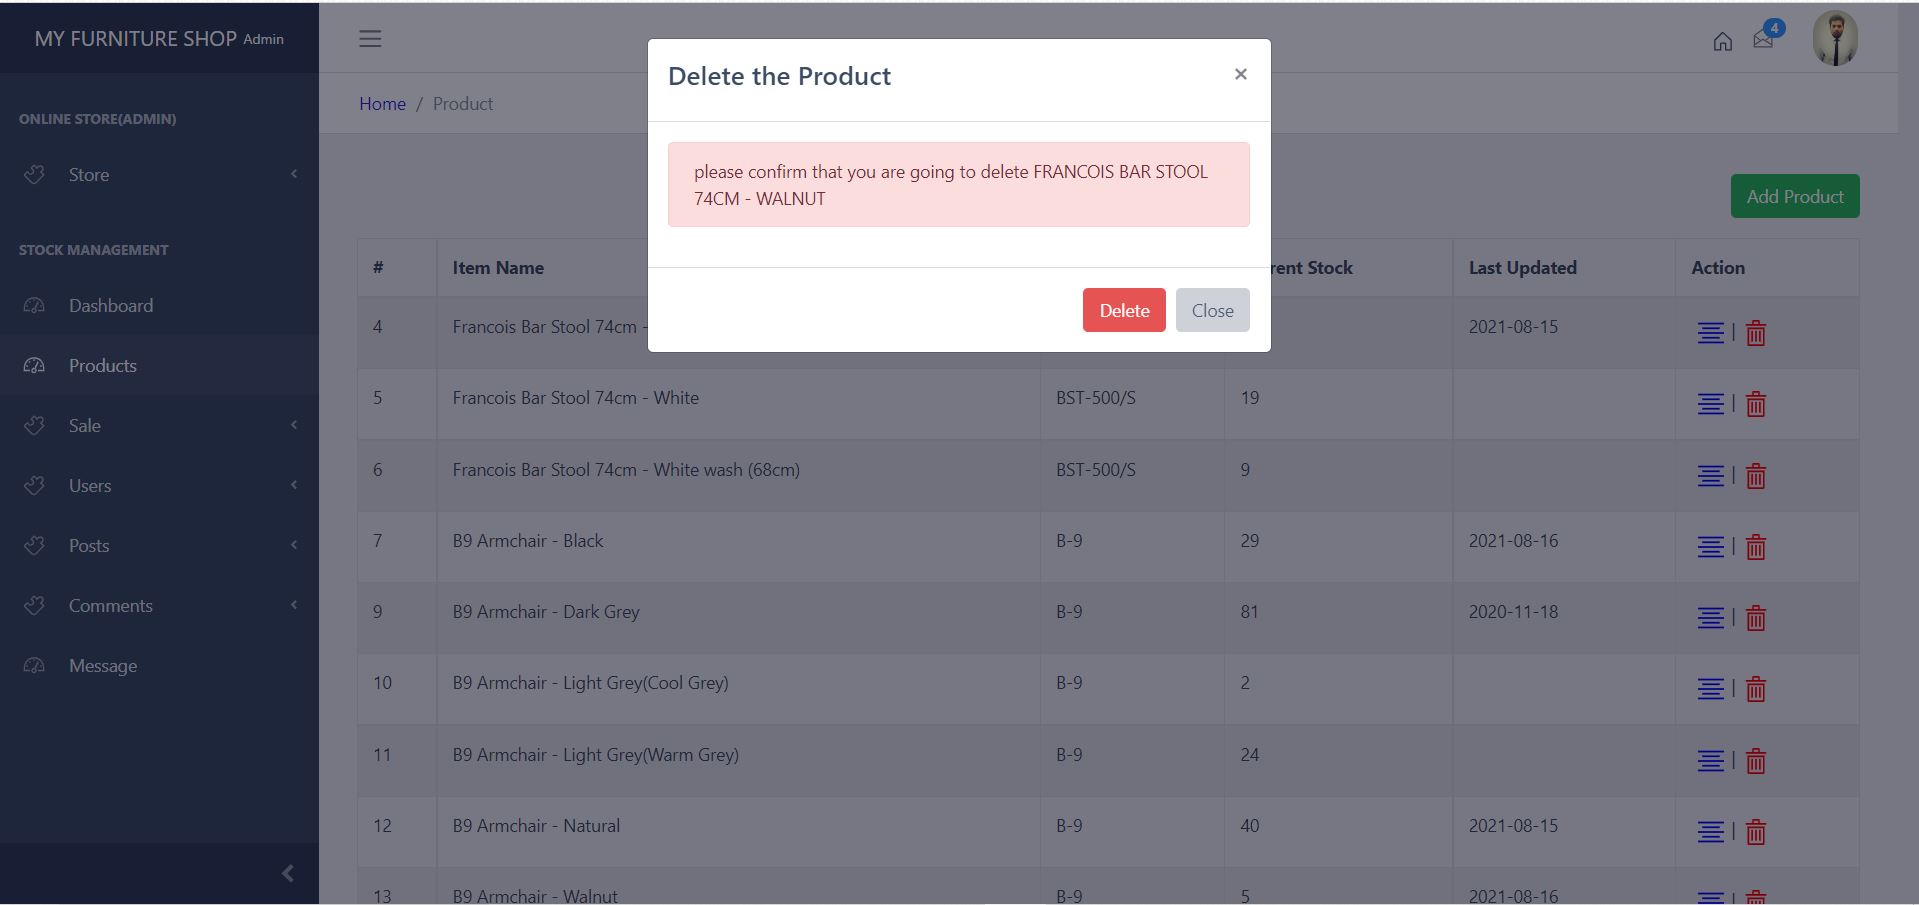 MY FURNITURE SHOP Admin
4
Delete the Product
×
Home / Product
ONLINE STORE(ADMIN)
please confirm that you are going to delete FRANCOIS BAR STOOL
74CM - WALNUT
Store
Add Product
STOCK MANAGEMENT
# Item Name rent Stock Last Updated Action
Delete Close
Dashboard
4 Francois Bar Stool 74cm - 2021-08-15 |
Products
5 Francois Bar Stool 74cm - White BST-500/S 19 |
Sale
6 Francois Bar Stool 74cm - White wash (68cm) BST-500/S 9 |
Users
7 B9 Armchair - Black B-9 29 2021-08-16 |
Posts
9 B9 Armchair - Dark Grey B-9 81 2020-11-18 |
Comments
10 B9 Armchair - Light Grey(Cool Grey) B-9 2 |
Message
11 B9 Armchair - Light Grey(Warm Grey) B-9 24 |
12 B9 Armchair - Natural B-9 40 2021-08-15 |
13 B9 Armchair - Walnut B-9 5 2021-08-16 |